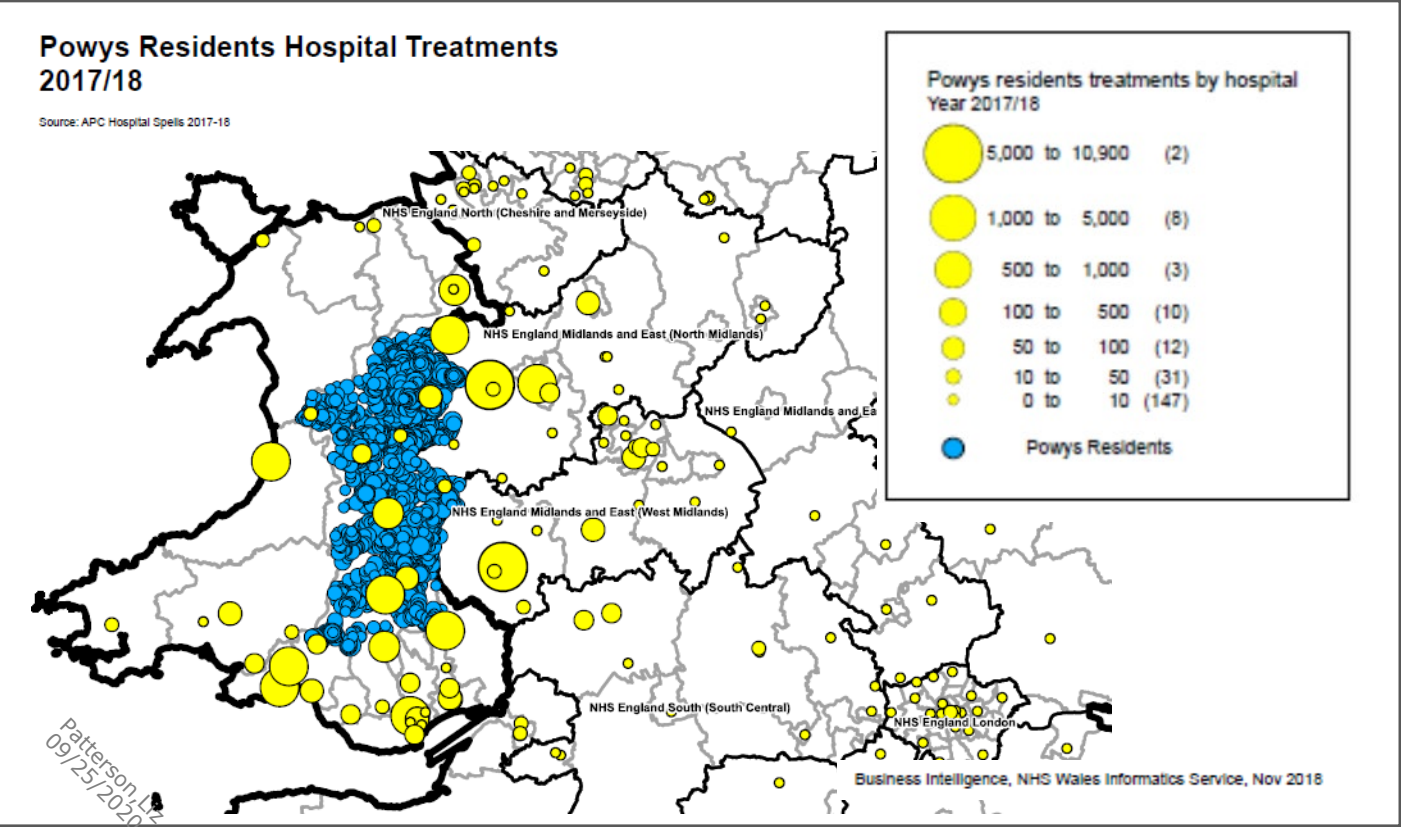 Powys Residents Hospital Treatments
2017/18
Source: APC Hospital Spells 2017-18
Powys residents treatments by hospital
Year 2017/18
5,000 to 10,900 (2)
1,000 to 5,000 (8)
500 to 1,000 (3)
100 to 500 (10)
50 to 100 (12)
10 to 50 (31)
0 to 10 (147)
Powys Residents
NHS England North (Cheshire and Merseyside)
NHS England Midlands and East (North Midlands)
NHS England Midlands and Ea
NHS England Midlands and East (West Midlands)
NHS England South (South Central)
NHS England London
Business Intelligence, NHS Wales Informatics Service, Nov 2018
Patterson, Liz
09/25/2020